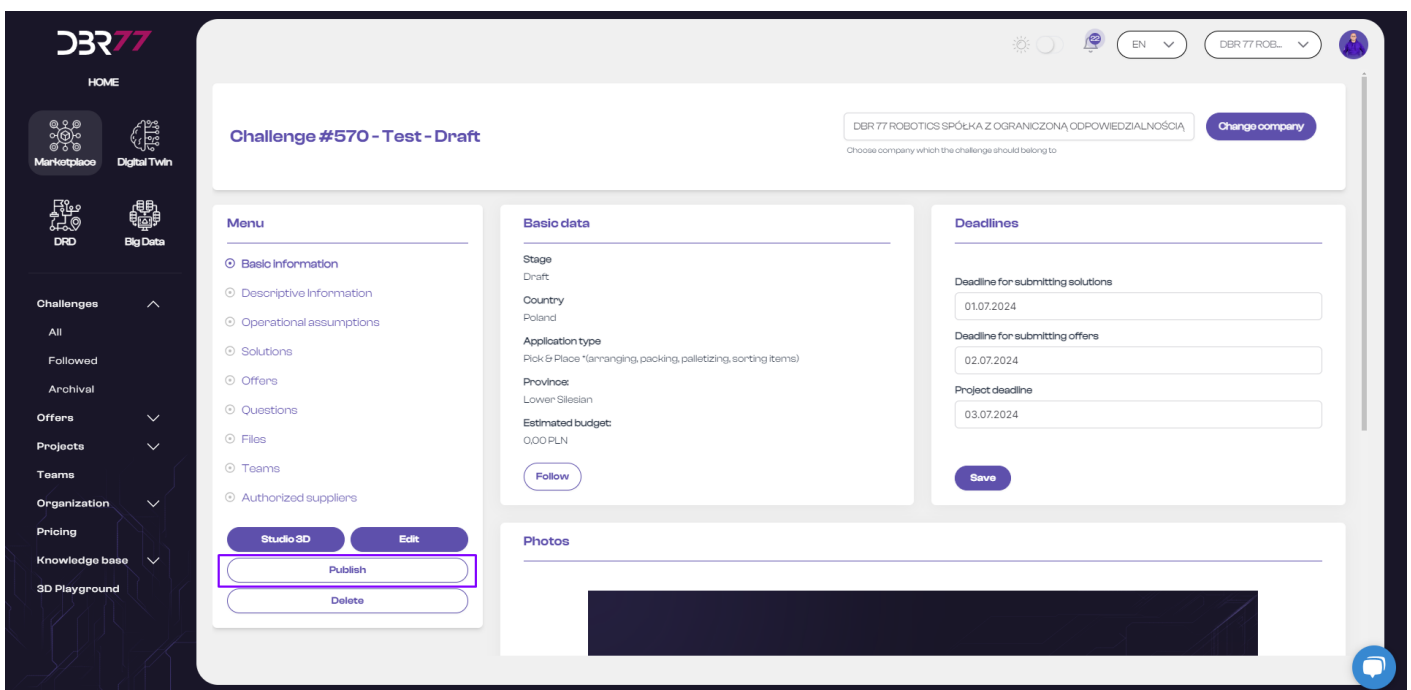 DBR77
HOME
Marketplace
Digital Twin
DRD
Big Data
Challenges
All
Followed
Archival
Offers
Projects
Teams
Organization
Pricing
Knowledge base
3D Playground
22
EN
DBR 77 ROB...
Challenge #570 - Test - Draft
DBR 77 ROBOTICS SPÓŁKA Z OGRANICZONĄ ODPOWIEDZIALNOŚCIĄ
Change company
Choose company which the challenge should belong to
Menu
Basic information
Descriptive Information
Operational assumptions
Solutions
Offers
Questions
Files
Teams
Authorized suppliers
Studio 3D
Edit
Publish
Delete
Basic data
Stage
Draft
Country
Poland
Application type
Pick & Place *(arranging, packing, palletizing, sorting items)
Province:
Lower Silesian
Estimated budget:
0,00 PLN
Follow
Deadlines
Deadline for submitting solutions
01.07.2024
Deadline for submitting offers
02.07.2024
Project deadline
03.07.2024
Save
Photos